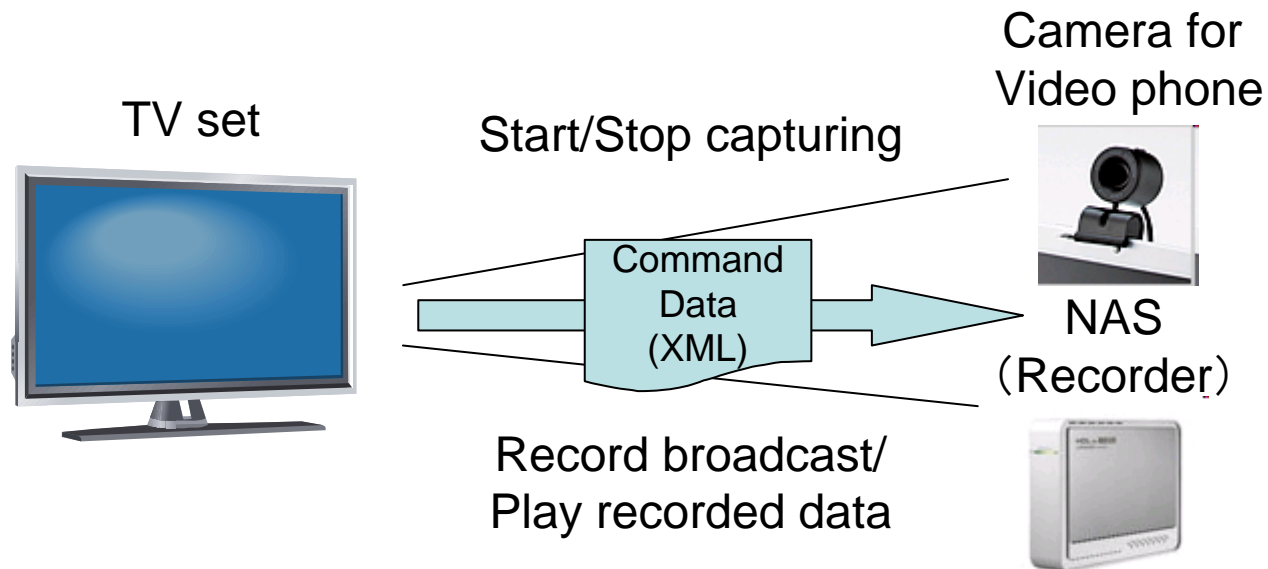 TV set
Start/Stop capturing
Camera for
Video phone
Command
Data
(XML)
NAS
（Recorder）
Record broadcast/
Play recorded data